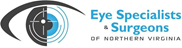 Eye Specialists
& Surgeons
OF NORTHERN VIRGINIA